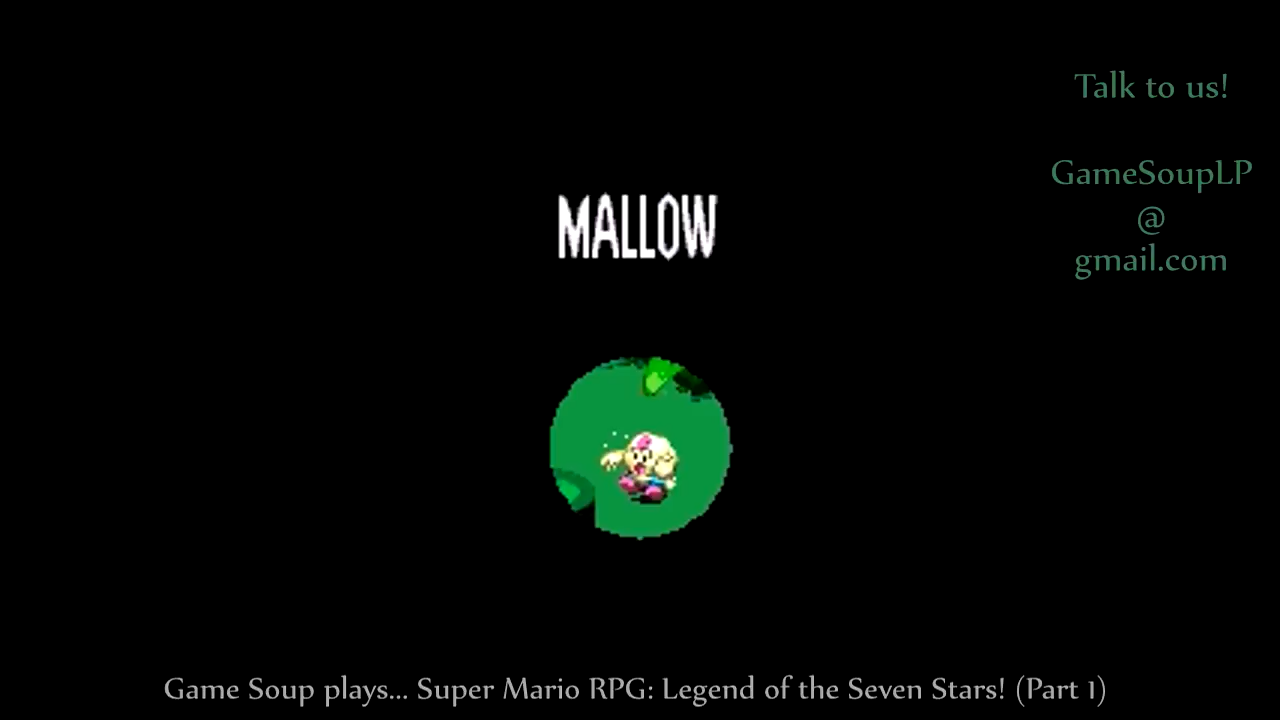 Talk to us!
GameSoupLP
@
gmail.com
MALLOW
Game Soup plays... Super Mario RPG: Legend of the Seven Stars! (Part 1)